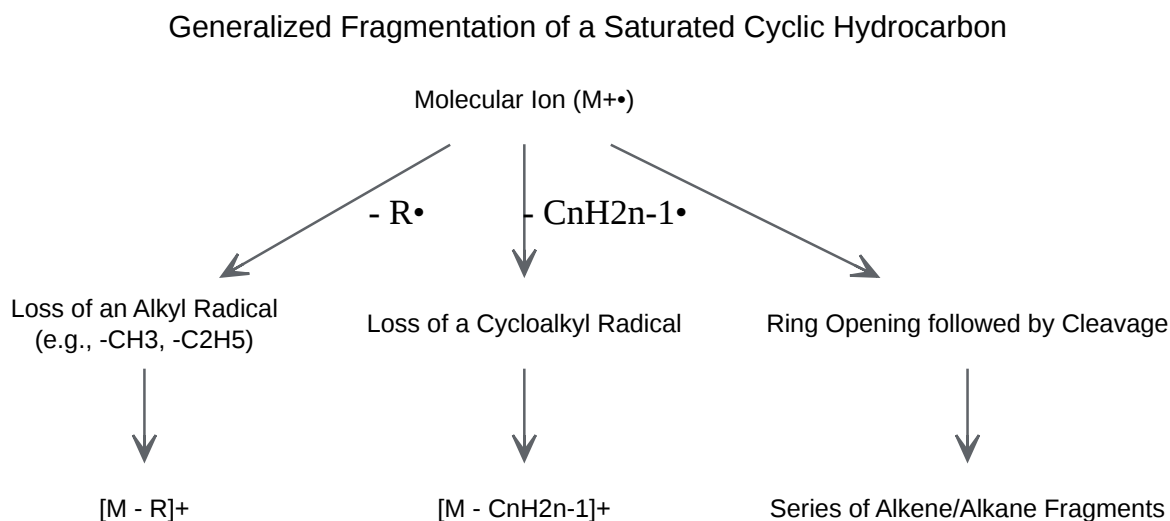 Generalized Fragmentation of a Saturated Cyclic Hydrocarbon
Molecular Ion (M+•)
- R•
- CnH2n-1•
Loss of an Alkyl Radical
(e.g., -CH3, -C2H5)
Loss of a Cycloalkyl Radical
Ring Opening followed by Cleavage
[M - R]+
[M - CnH2n-1]+
Series of Alkene/Alkane Fragments